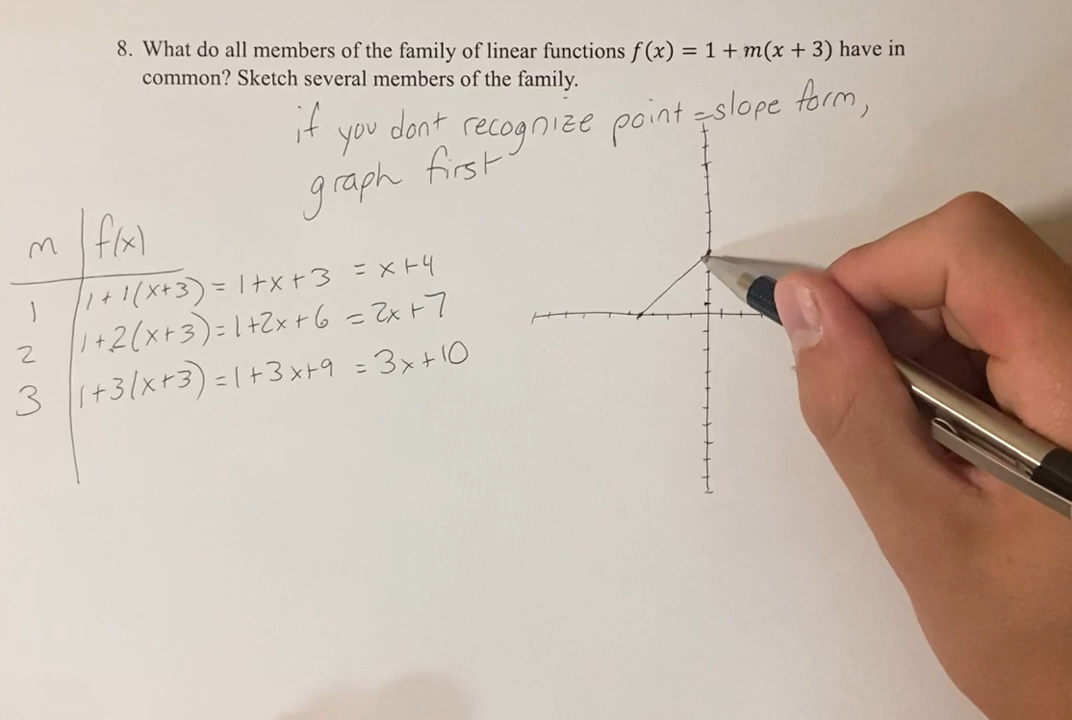 8. What do all members of the family of linear functions f(x) = 1 + m(x + 3) have in
common? Sketch several members of the family.
if you dont recognize point-slope form,
graph first
m f(x)
1 1+1(x+3) = 1+x+3 = x+4
2 1+2(x+3) = 1+2x+6 = 2x+7
3 1+3(x+3) = 1+3x+9 = 3x+10